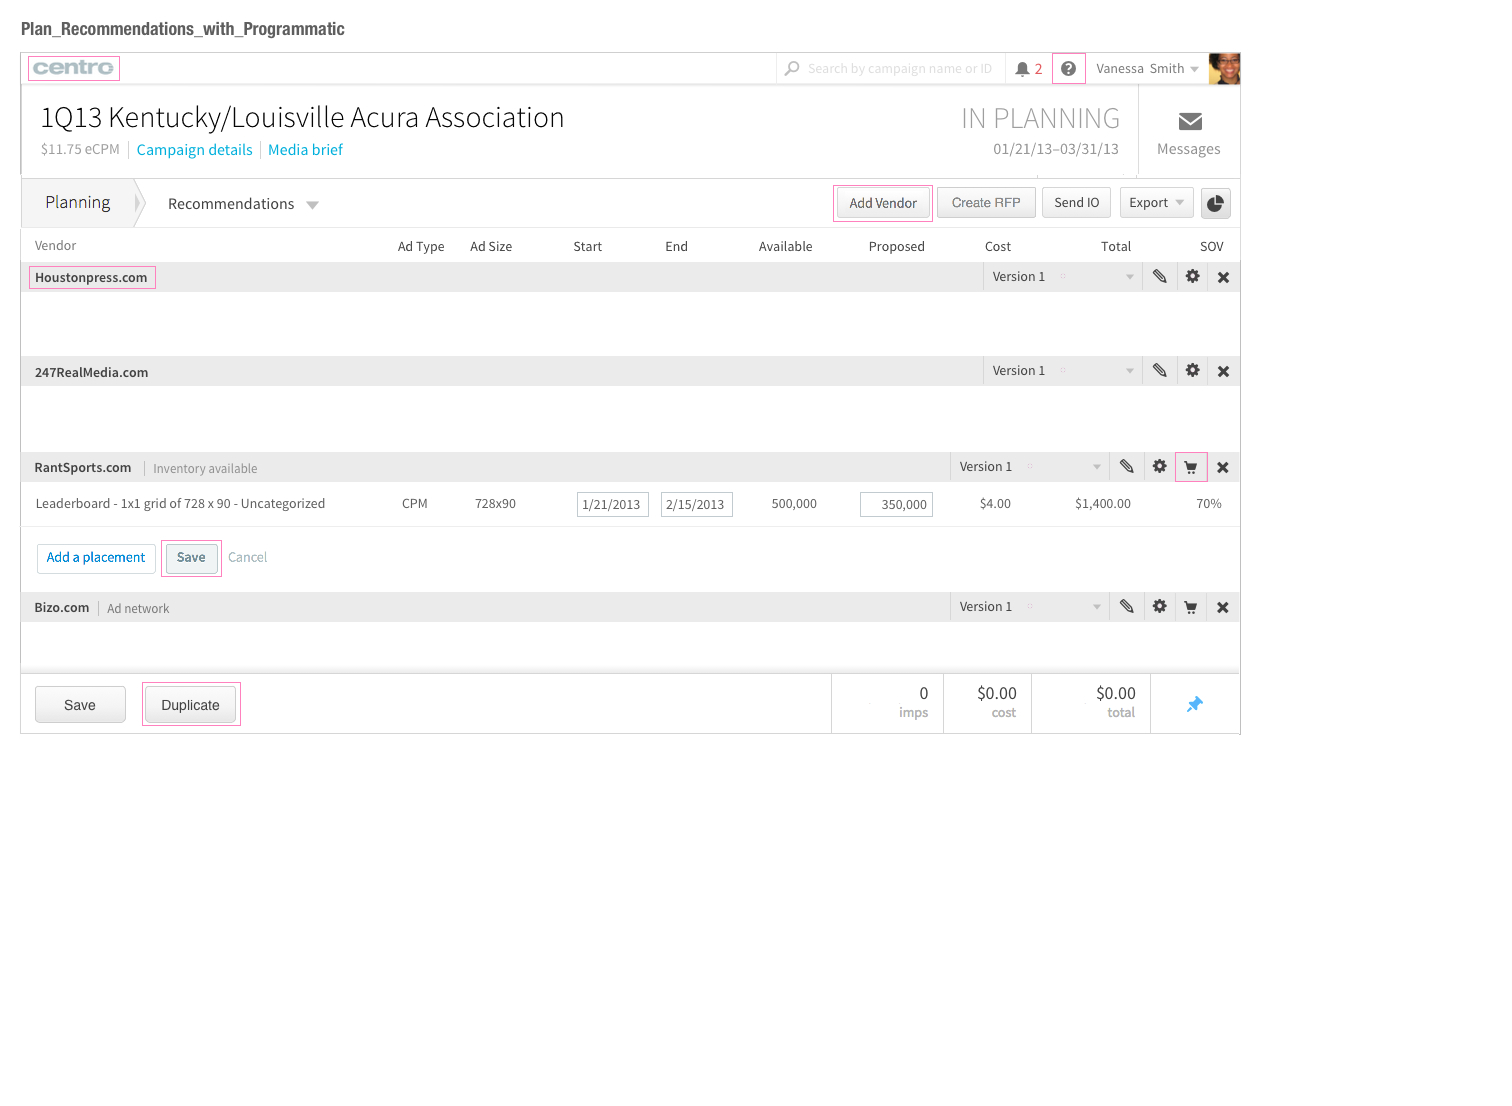 Plan_Recommendations_with_Programmatic
centro
Search by campaign name or ID
2
?
Vanessa Smith
1Q13 Kentucky/Louisville Acura Association
IN PLANNING
$11.75 eCPM
Campaign details
Media brief
01/21/13–03/31/13
Messages
Planning
Recommendations
Add Vendor
Create RFP
Send IO
Export
Vendor Ad Type Ad Size Start End Available Proposed Cost Total SOV
Houstonpress.com Version 1
247RealMedia.com Version 1
RantSports.com Inventory available Version 1
Leaderboard - 1x1 grid of 728 x 90 - Uncategorized CPM 728x90 1/21/2013 2/15/2013 500,000 350,000 $4.00 $1,400.00 70%
Add a placement Save Cancel
Bizo.com Ad network Version 1
Save Duplicate
0 $0.00 $0.00
imps cost total